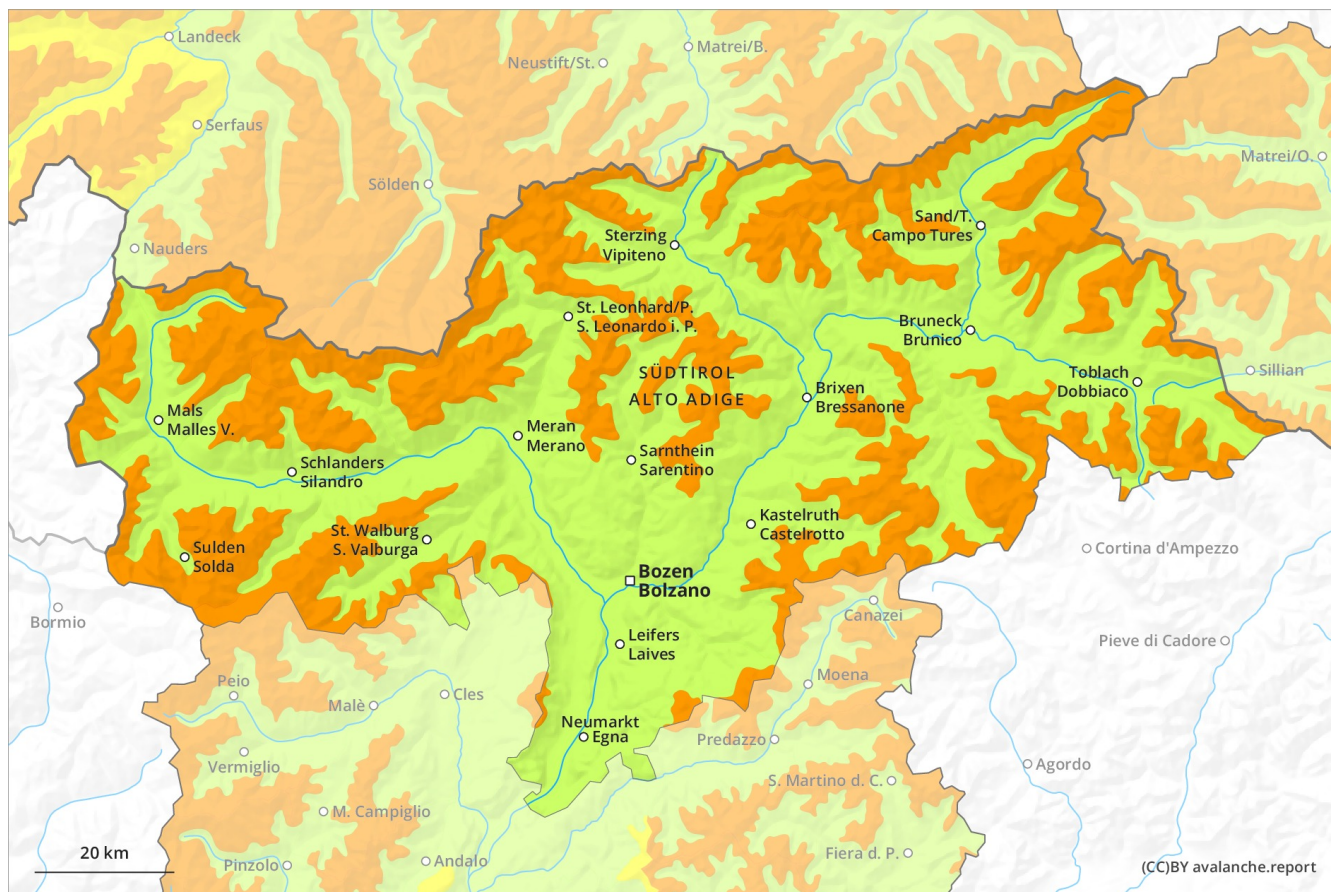 Landeck
Matrei/B.
Neustift/St.
Serfaus
Matrei/O.
Sölden
Sand/T.
Campo Tures
Sterzing
Vipiteno
Nauders
St. Leonhard/P.
S. Leonardo i. P.
Bruneck
Brunico
SÜDTIROL
ALTO ADIGE
Toblach
Dobbiaco
Sillian
Brixen
Bressanone
Mals
Malles V.
Meran
Merano
Sarnthein
Sarentino
Schlanders
Silandro
Kastelruth
Castelrotto
St. Walburg
S. Valburga
Sulden
Solda
Cortina d'Ampezzo
Bozen
Bolzano
Bormio
Canazei
Leifers
Laives
Pieve di Cadore
Peio
Moena
Malè
Cles
Neumarkt
Egna
Predazzo
Vermiglio
Agordo
S. Martino d. C.
M. Campiglio
20 km
Pinzolo
Andalo
Fiera d. P.
(CC)BY avalanche.report